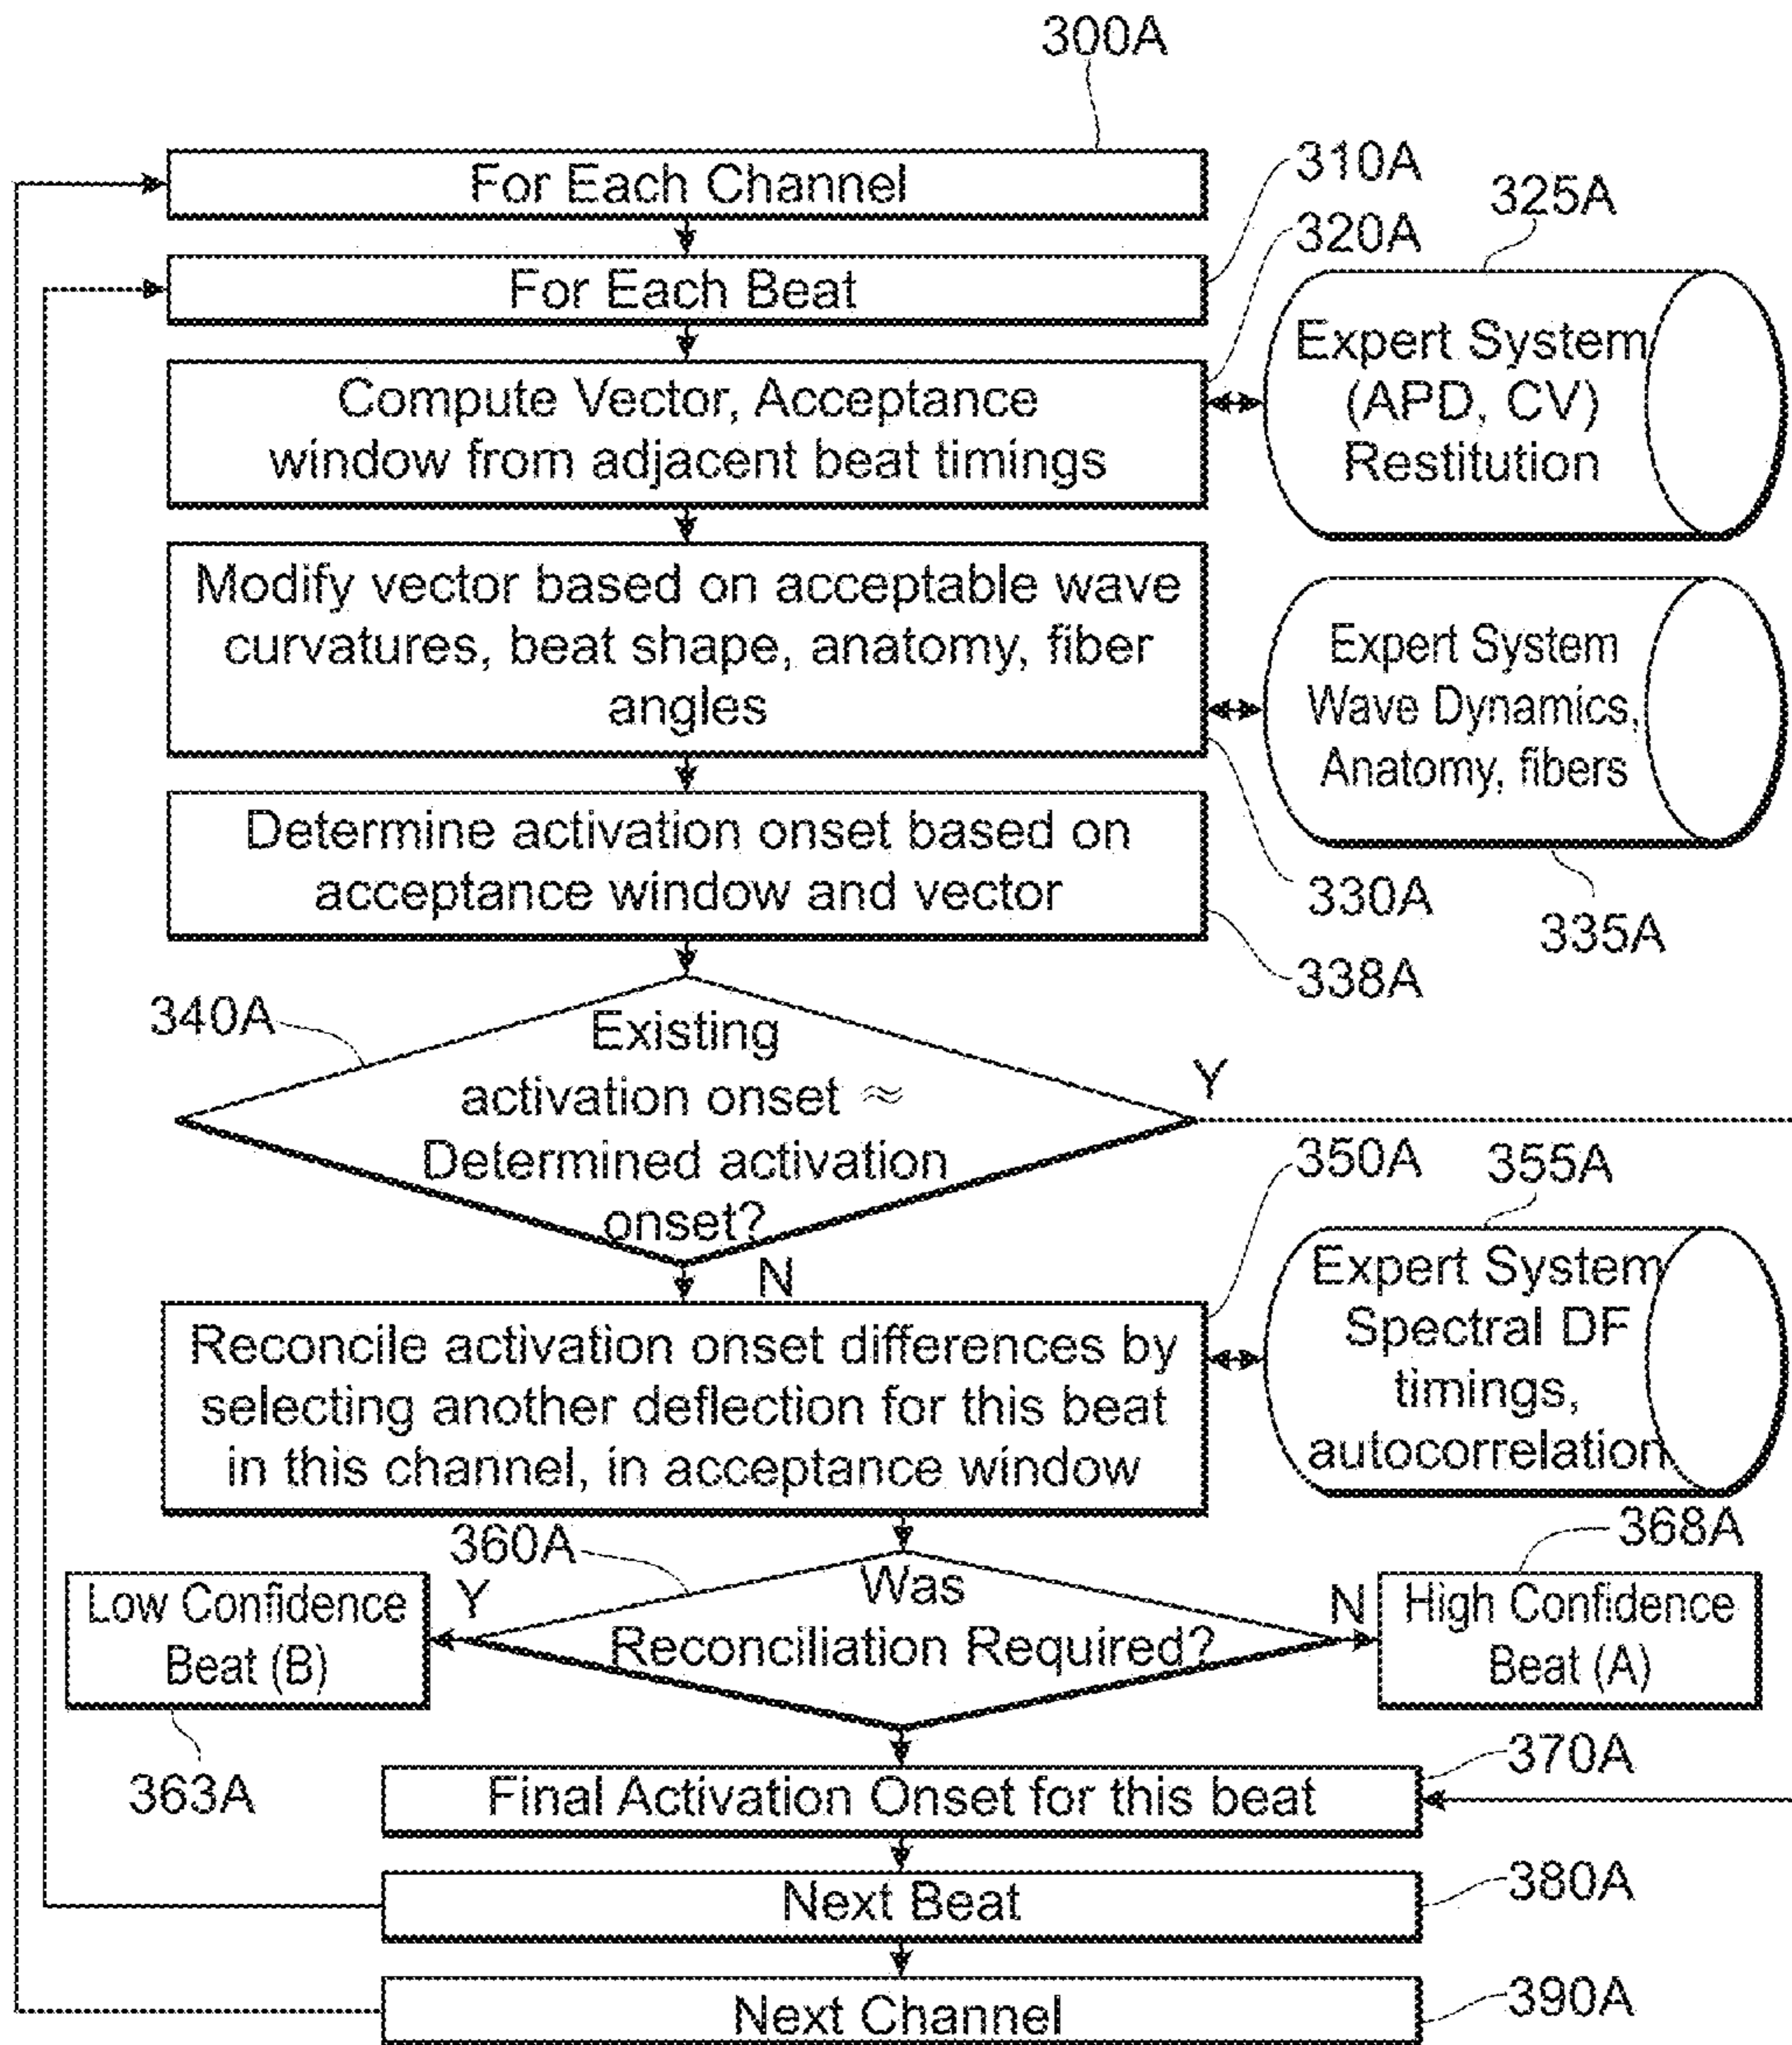 300A
For Each Channel
310A
For Each Beat
320A
325A
Compute Vector, Acceptance
window from adjacent beat timings
Expert System
(APD, CV)
Restitution
Modify vector based on acceptable wave
curvatures, beat shape, anatomy, fiber
angles
Expert System
Wave Dynamics,
Anatomy, fibers
330A
335A
Determine activation onset based on
acceptance window and vector
338A
340A
Existing
activation onset ≈
Determined activation
onset?
Y
N
350A
355A
Reconcile activation onset differences by
selecting another deflection for this beat
in this channel, in acceptance window
Expert System
Spectral DF
timings,
autocorrelation
360A
368A
Was
Reconciliation Required?
Y
N
Low Confidence
Beat (B)
363A
High Confidence
Beat (A)
370A
Final Activation Onset for this beat
380A
Next Beat
390A
Next Channel